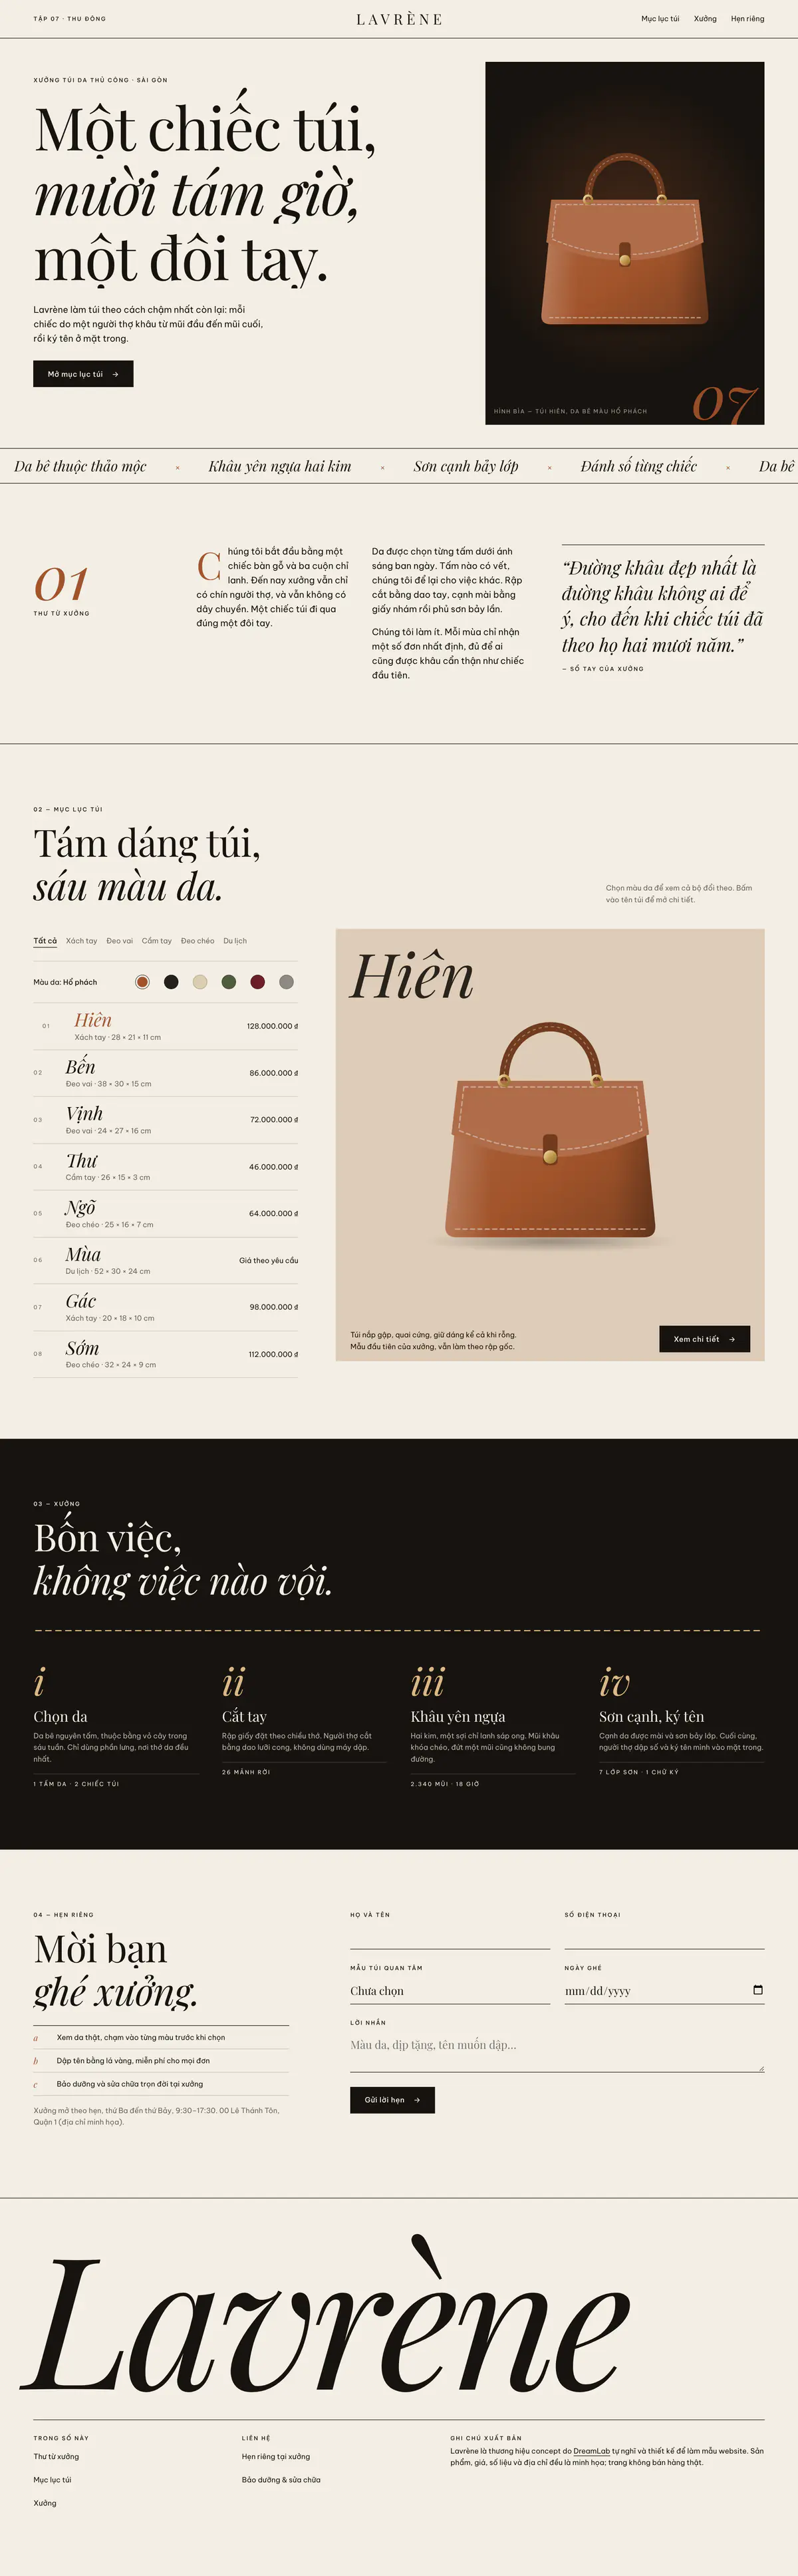 TẬP 07 · THU ĐÔNG
LAVRÈNE
Mục lục túi
Xưởng
Hẹn riêng
XƯỞNG TÚI DA THỦ CÔNG · SÀI GÒN
Một chiếc túi,
mười tám giờ,
một đôi tay.
Lavrène làm túi theo cách chậm nhất còn lại: mỗi
chiếc do một người thợ khâu từ mũi đầu đến mũi cuối,
rồi ký tên ở mặt trong.
Mở mục lục túi →
HÌNH BÌA — TÚI HIÊN, DA BÊ MÀU HỔ PHÁCH
07
Da bê thuộc thảo mộc × Khâu yên ngựa hai kim × Sơn cạnh bảy lớp × Đánh số từng chiếc × Da bê
01
THƯ TỪ XƯỞNG
Chúng tôi bắt đầu bằng một
chiếc bàn gỗ và ba cuộn chỉ
lanh. Đến nay xưởng vẫn chỉ
có chín người thợ, và vẫn không có
dây chuyền. Một chiếc túi đi qua
đúng một đôi tay.
Da được chọn từng tấm dưới ánh
sáng ban ngày. Tấm nào có vết,
chúng tôi để lại cho việc khác. Rập
cắt bằng dao tay, cạnh mài bằng
giấy nhám rồi phủ sơn bảy lần.
Chúng tôi làm ít. Mỗi mùa chỉ nhận
một số đơn nhất định, đủ để ai
cũng được khâu cẩn thận như chiếc
đầu tiên.
“Đường khâu đẹp nhất là
đường khâu không ai để
ý, cho đến khi chiếc túi đã
theo họ hai mươi năm.”
— SỔ TAY CỦA XƯỞNG
02 — MỤC LỤC TÚI
Tám dáng túi,
sáu màu da.
Chọn màu da để xem cả bộ đổi theo. Bấm
vào tên túi để mở chi tiết.
Tất cả
Xách tay
Đeo vai
Cầm tay
Đeo chéo
Du lịch
Màu da: Hổ phách
01
Hiên
Xách tay · 28 × 21 × 11 cm
128.000.000 ₫
02
Bến
Đeo vai · 38 × 30 × 15 cm
86.000.000 ₫
03
Vịnh
Đeo vai · 24 × 27 × 16 cm
72.000.000 ₫
04
Thư
Cầm tay · 26 × 15 × 3 cm
46.000.000 ₫
05
Ngõ
Đeo chéo · 25 × 16 × 7 cm
64.000.000 ₫
06
Mùa
Du lịch · 52 × 30 × 24 cm
Giá theo yêu cầu
07
Gác
Xách tay · 20 × 18 × 10 cm
98.000.000 ₫
08
Sớm
Đeo chéo · 32 × 24 × 9 cm
112.000.000 ₫
Hiên
Túi nắp gập, quai cứng, giữ dáng kể cả khi rỗng.
Mẫu đầu tiên của xưởng, vẫn làm theo rập gốc.
Xem chi tiết →
03 — XƯỞNG
Bốn việc,
không việc nào vội.
i
Chọn da
Da bê nguyên tấm, thuộc bằng vỏ cây trong
sáu tuần. Chỉ dùng phần lưng, nơi thớ da đều
nhất.
1 TẤM DA · 2 CHIẾC TÚI
ii
Cắt tay
Rập giấy đặt theo chiều thớ. Người thợ cắt
bằng dao lưỡi cong, không dùng máy dập.
26 MẢNH RỜI
iii
Khâu yên ngựa
Hai kim, một sợi chỉ lanh sáp ong. Mũi khâu
khóa chéo, đứt một mũi cũng không bung
đường.
2.340 MŨI · 18 GIỜ
iv
Sơn cạnh, ký tên
Cạnh da được mài và sơn bảy lớp. Cuối cùng,
người thợ dập số và ký tên mình vào mặt trong.
7 LỚP SƠN · 1 CHỮ KÝ
04 — HẸN RIÊNG
Mời bạn
ghé xưởng.
a Xem da thật, chạm vào từng màu trước khi chọn
b Dập tên bằng lá vàng, miễn phí cho mọi đơn
c Bảo dưỡng và sửa chữa trọn đời tại xưởng
Xưởng mở theo hẹn, thứ Ba đến thứ Bảy, 9:30–17:30. 00 Lê Thánh Tôn,
Quận 1 (địa chỉ minh họa).
HỌ VÀ TÊN
SỐ ĐIỆN THOẠI
MẪU TÚI QUAN TÂM
Chưa chọn
NGÀY GHÉ
mm/dd/yyyy
LỜI NHẮN
Màu da, dịp tặng, tên muốn dập…
Gửi lời hẹn →
Lavrène
TRONG SỐ NÀY
Thư từ xưởng
Mục lục túi
Xưởng
LIÊN HỆ
Hẹn riêng tại xưởng
Bảo dưỡng & sửa chữa
GHI CHÚ XUẤT BẢN
Lavrène là thương hiệu concept do DreamLab tự nghĩ và thiết kế để làm mẫu website. Sản
phẩm, giá, số liệu và địa chỉ đều là minh họa; trang không bán hàng thật.